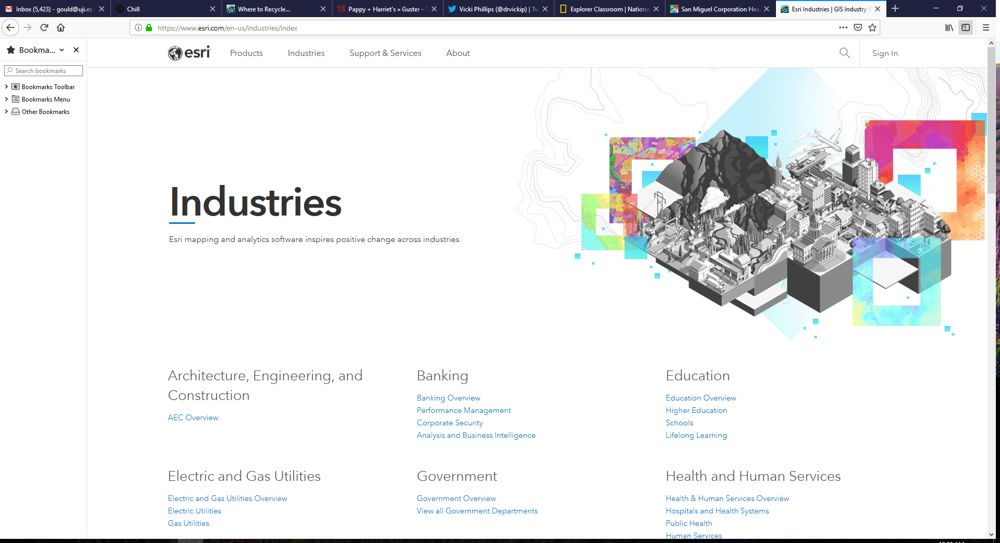 Inbox (5,423) - gould@uji.es
Chill
Where to Recycle...
Pappy + Harriet's » Guster –
Vicki Phillips (@drvickip) | Tw
Explorer Classroom | Nationa
San Miguel Corporation Hea
Esri Industries | GIS Industry S
https://www.esri.com/en-us/industries/index
Bookma...
Search bookmarks
Bookmarks Toolbar
Bookmarks Menu
Other Bookmarks
esri
Products
Industries
Support & Services
About
Sign In
Industries
Esri mapping and analytics software inspires positive change across industries.
Architecture, Engineering, and
Construction
AEC Overview
Banking
Banking Overview
Performance Management
Corporate Security
Analysis and Business Intelligence
Education
Education Overview
Higher Education
Schools
Lifelong Learning
Electric and Gas Utilities
Electric and Gas Utilities Overview
Electric Utilities
Gas Utilities
Government
Government Overview
View all Government Departments
Health and Human Services
Health & Human Services Overview
Hospitals and Health Systems
Public Health
Human Services